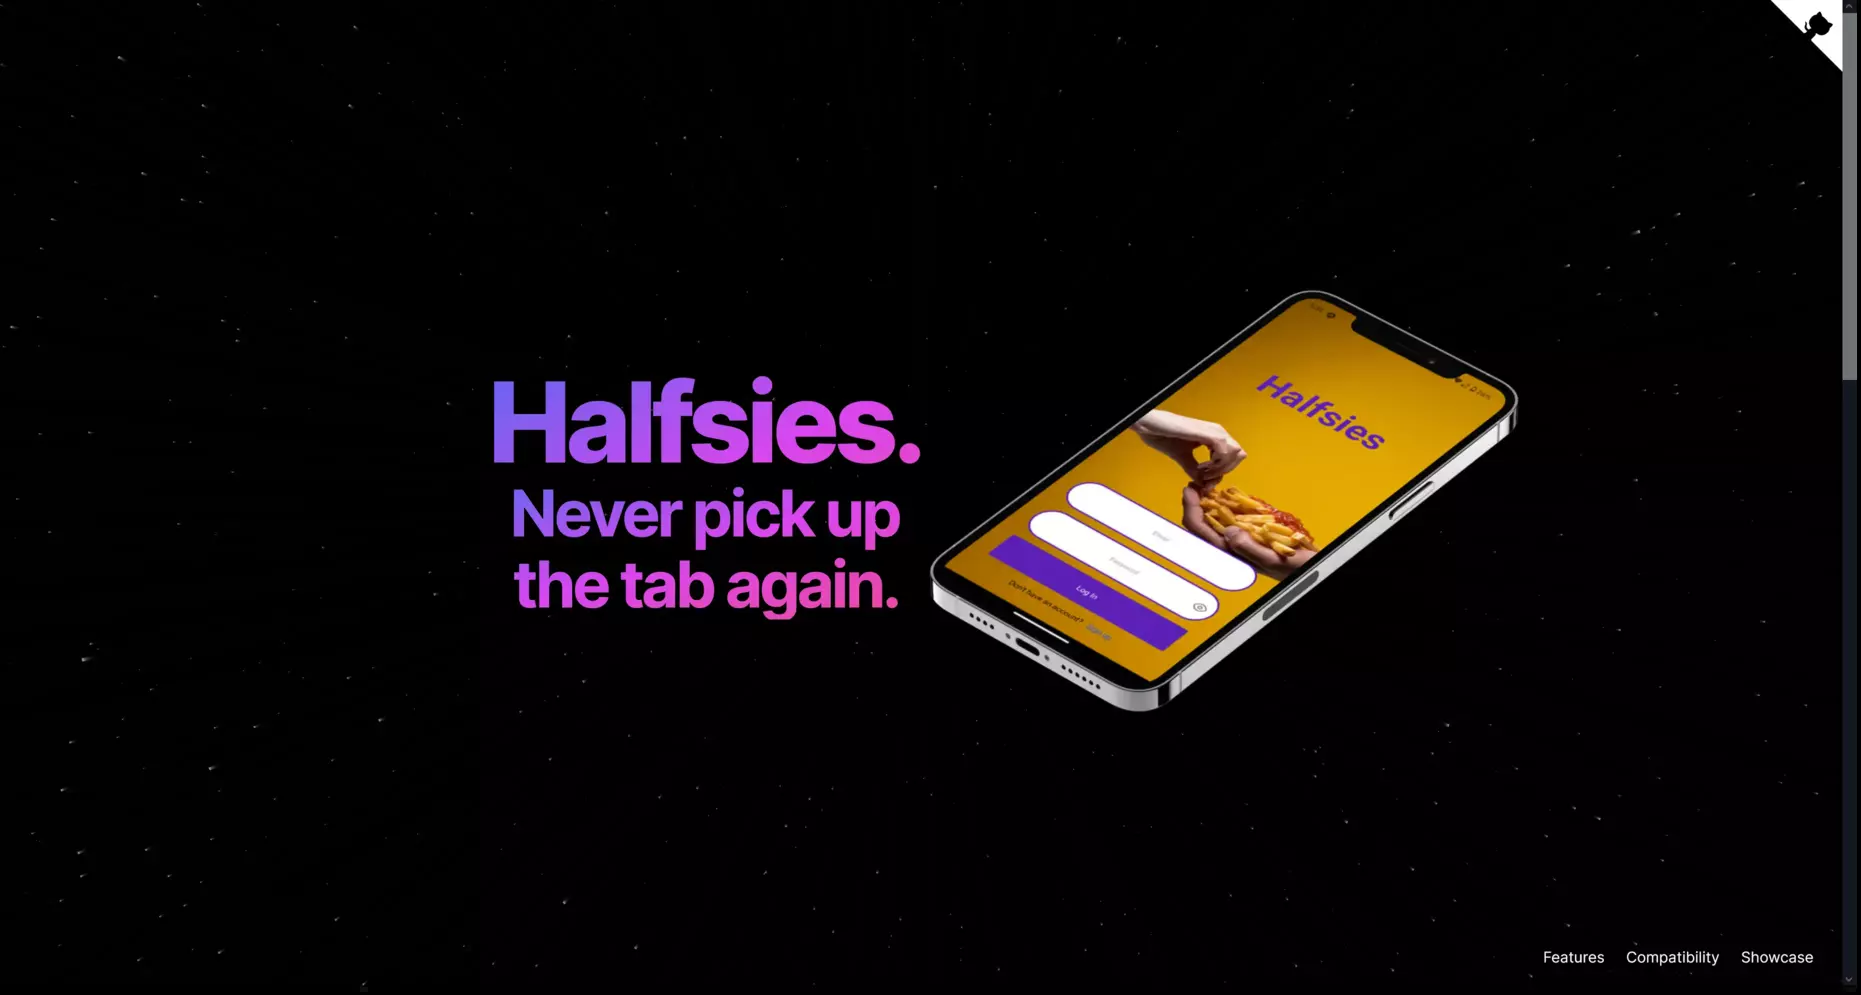 Halfsies.
Never pick up
the tab again.
Halfsies
Email
Password
Log In
Don't have an account? Sign up
Features Compatibility Showcase